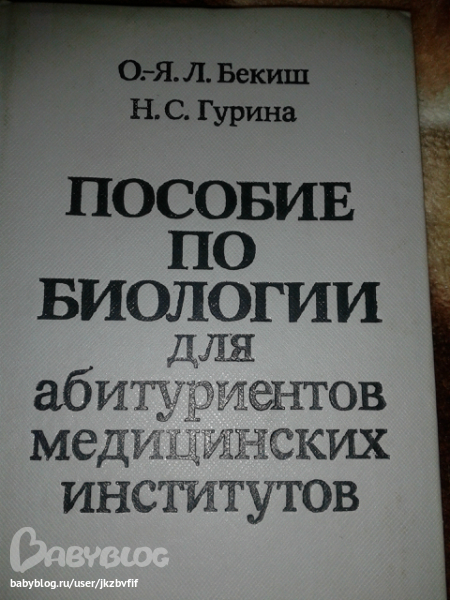 О.-Я. Л. Бекиш
Н. С. Гурина
ПОСОБИЕ
ПО
БИОЛОГИИ
для
абитуриентов
медицинских
институтов
BABYBLOG
babyblog.ru/user/jkzbvfif